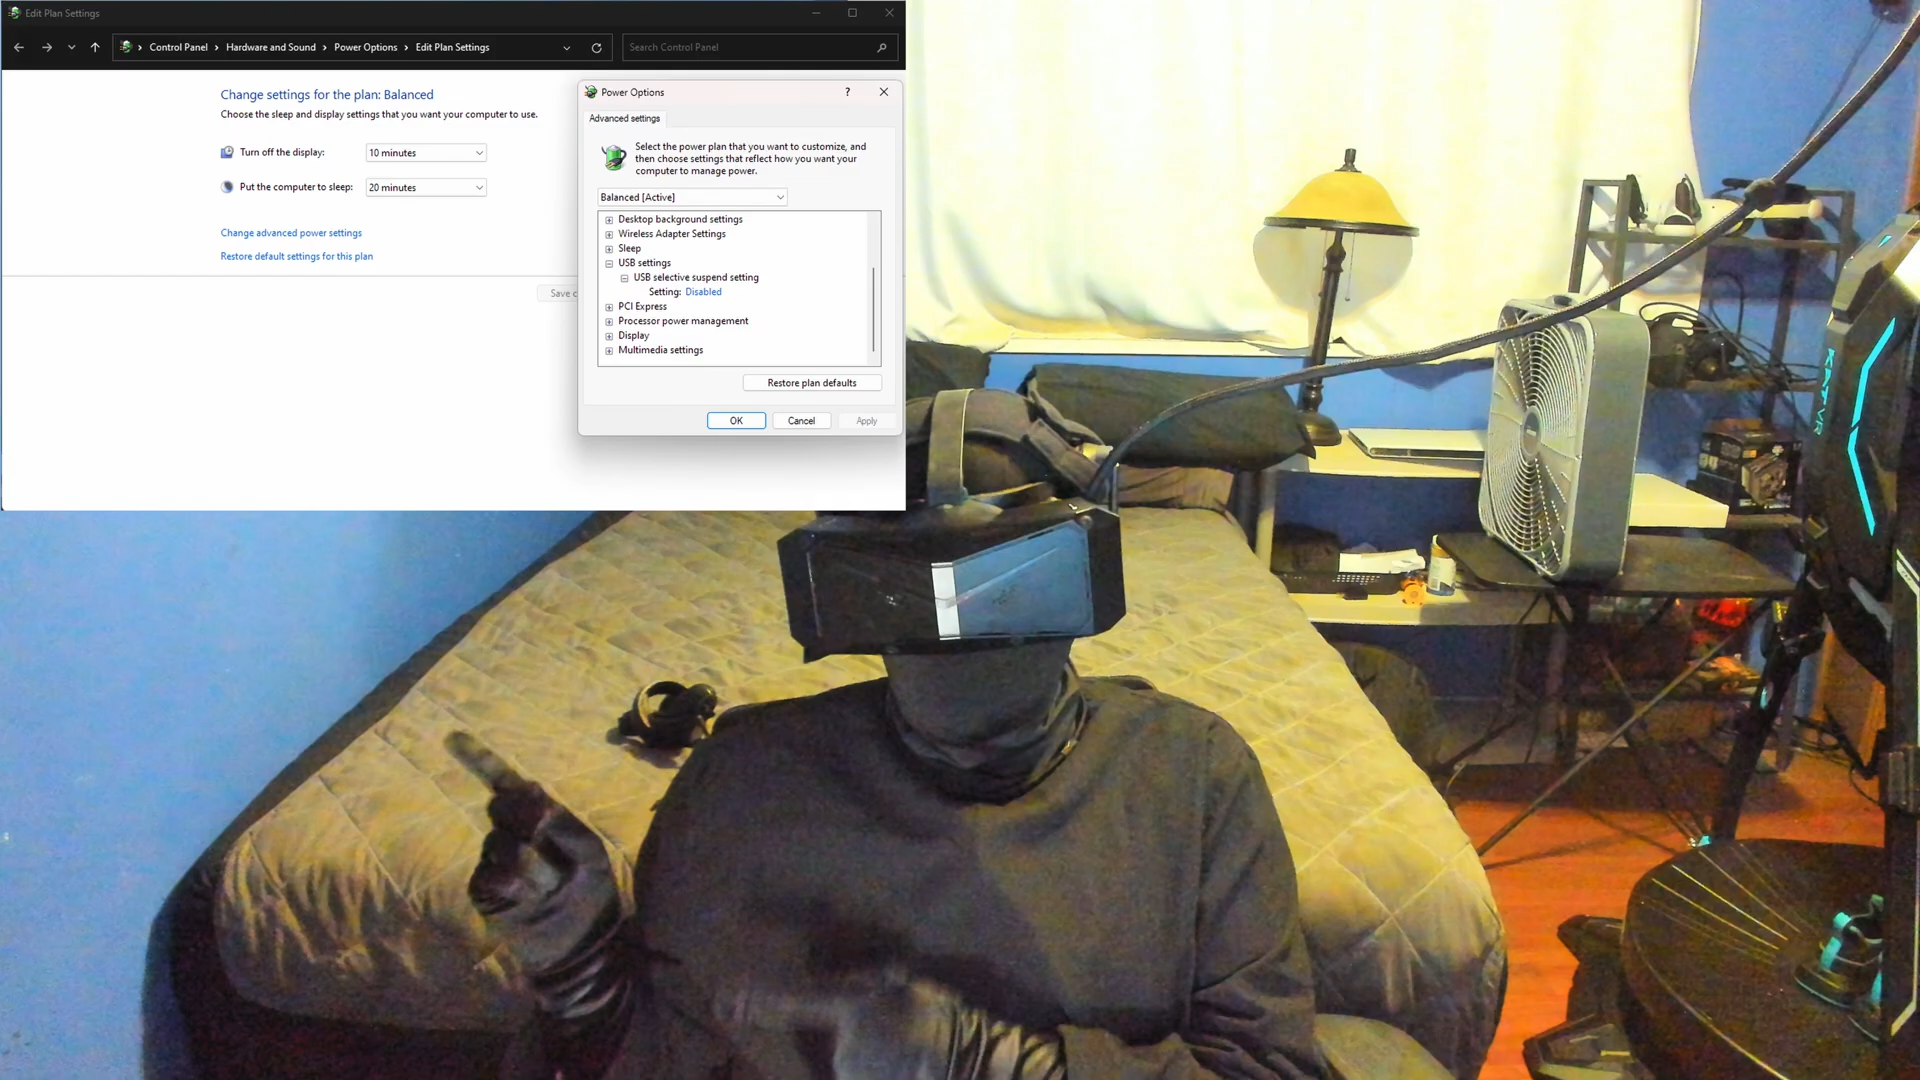 Edit Plan Settings
Control Panel › Hardware and Sound › Power Options › Edit Plan Settings
Search Control Panel
Change settings for the plan: Balanced
Choose the sleep and display settings that you want your computer to use.
Turn off the display: 10 minutes
Put the computer to sleep: 20 minutes
Change advanced power settings
Restore default settings for this plan
Save c
Power Options
?
Advanced settings
Select the power plan that you want to customize, and
then choose settings that reflect how you want your
computer to manage power.
Balanced [Active]
Desktop background settings
Wireless Adapter Settings
Sleep
USB settings
USB selective suspend setting
Setting: Disabled
PCI Express
Processor power management
Display
Multimedia settings
Restore plan defaults
OK Cancel Apply
KATVR